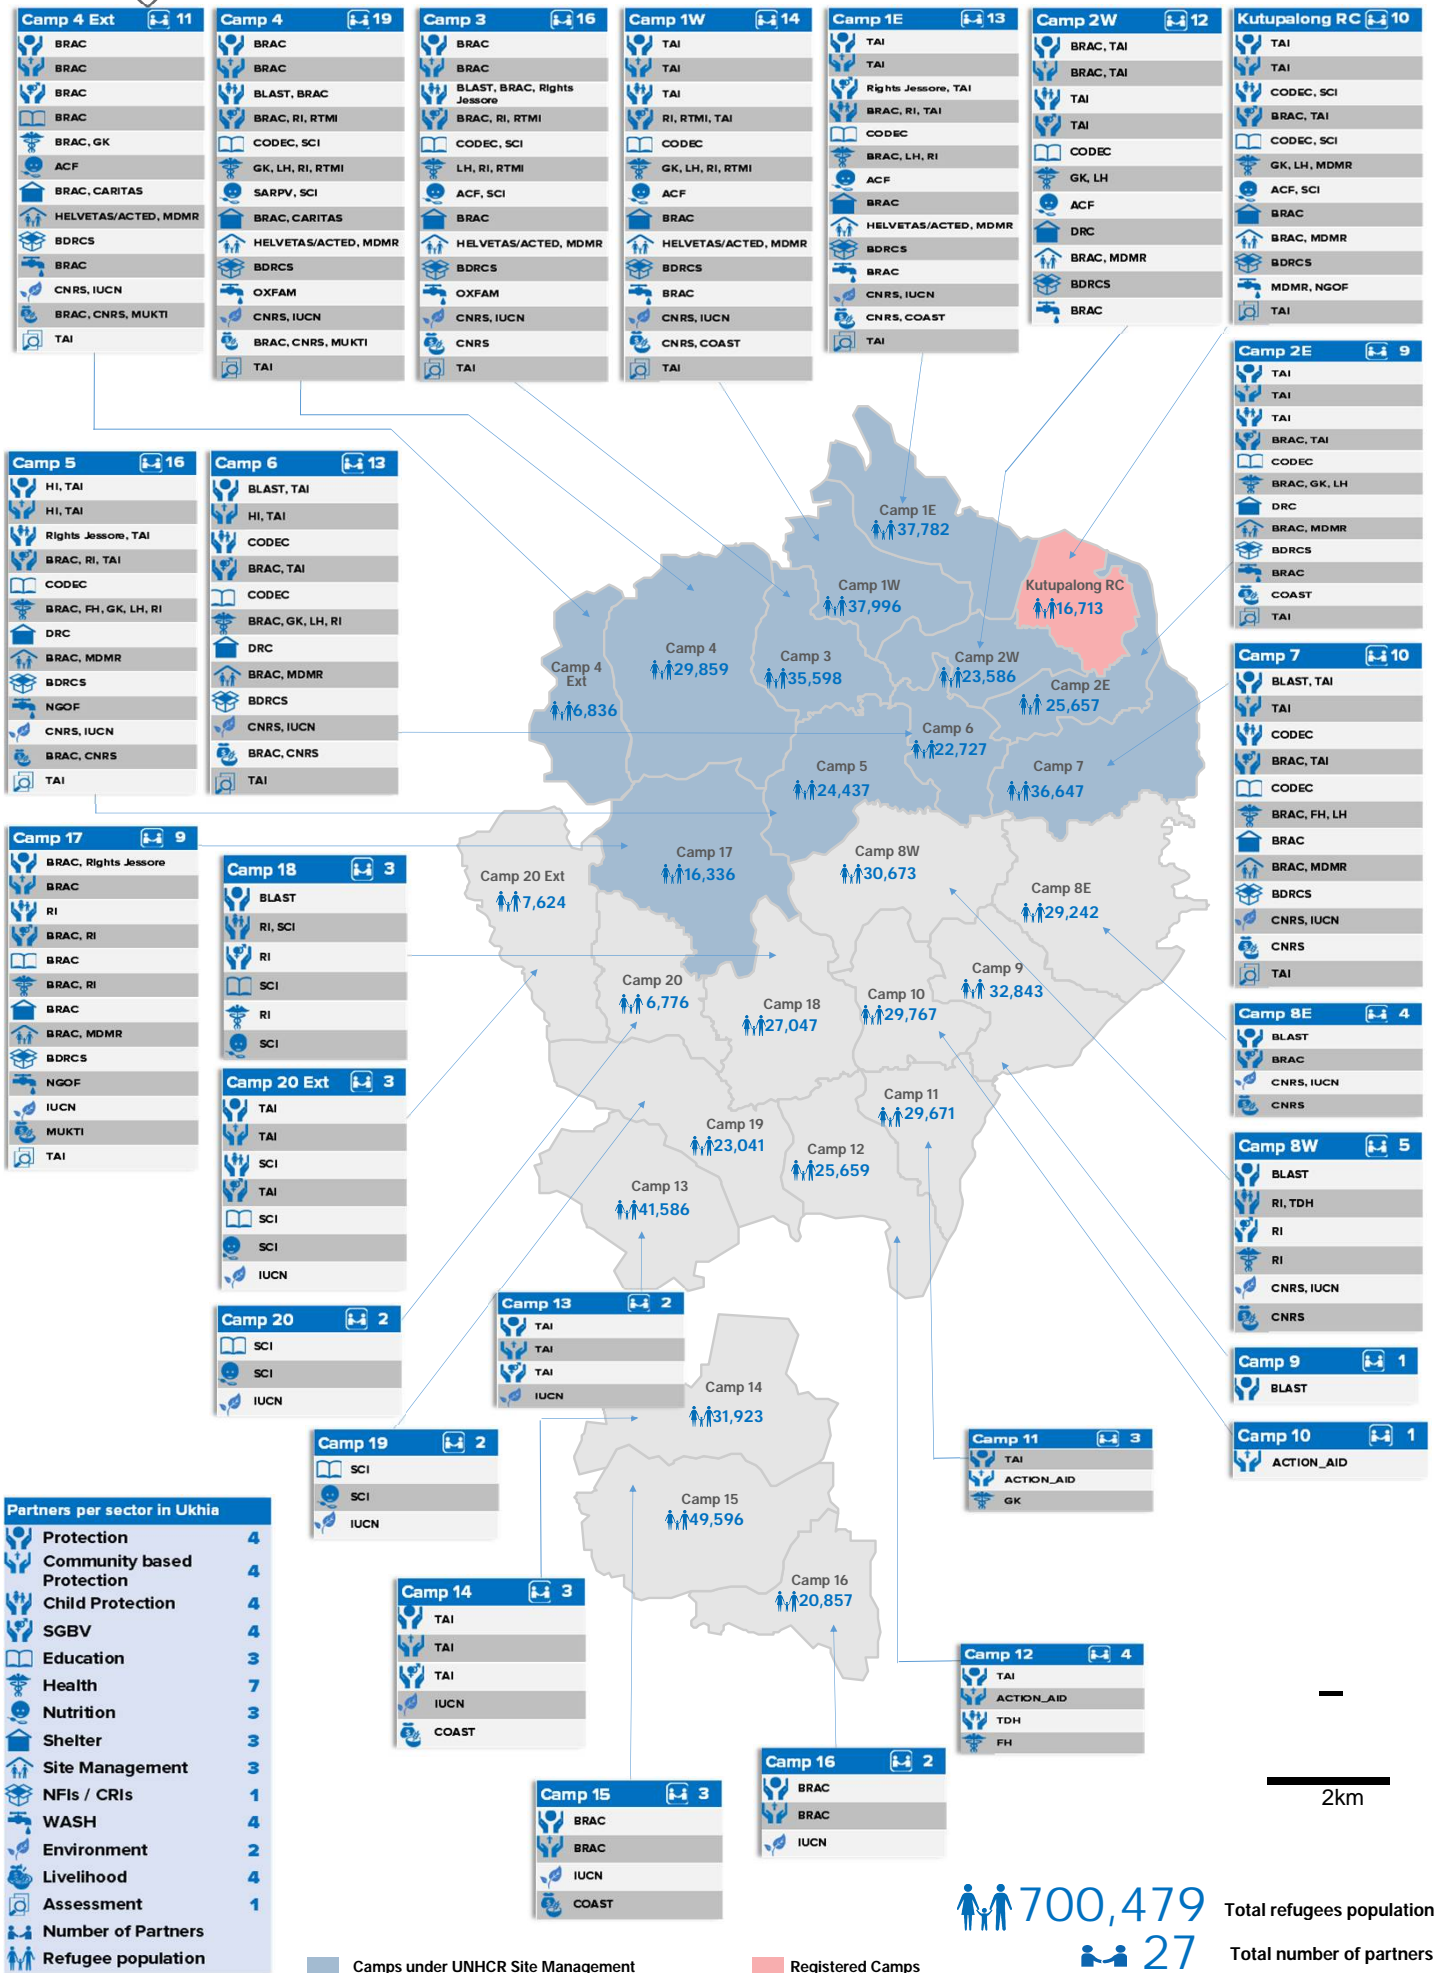 Camp 4 Ext 11
BRAC
BRAC
BRAC
BRAC
BRAC, GK
ACF
BRAC, CARITAS
HELVETAS/ACTED, MDMR
BDRCS
BRAC
CNRS, IUCN
BRAC, CNRS, MUKTI
TAI
Camp 4 19
BRAC
BRAC
BLAST, BRAC
BRAC, RI, RTMI
CODEC, SCI
GK, LH, RI, RTMI
SARPV, SCI
BRAC, CARITAS
HELVETAS/ACTED, MDMR
BDRCS
OXFAM
CNRS, IUCN
BRAC, CNRS, MUKTI
TAI
Camp 3 16
BRAC
BRAC
BLAST, BRAC, Rights
Jessore
BRAC, RI, RTMI
CODEC, SCI
LH, RI, RTMI
ACF, SCI
BRAC
HELVETAS/ACTED, MDMR
BDRCS
OXFAM
CNRS, IUCN
CNRS
TAI
Camp 1W 14
TAI
TAI
TAI
RI, RTMI, TAI
CODEC
GK, LH, RI, RTMI
ACF
BRAC
HELVETAS/ACTED, MDMR
BDRCS
BRAC
CNRS, IUCN
CNRS, COAST
TAI
Camp 1E 13
TAI
TAI
Rights Jessore, TAI
BRAC, RI, TAI
CODEC
BRAC, LH, RI
ACF
BRAC
HELVETAS/ACTED, MDMR
BDRCS
BRAC
CNRS, IUCN
CNRS, COAST
TAI
Camp 2W 12
BRAC, TAI
BRAC, TAI
TAI
TAI
CODEC
GK, LH
ACF
DRC
BRAC, MDMR
BDRCS
BRAC
Kutupalong RC 10
TAI
TAI
CODEC, SCI
BRAC, TAI
CODEC, SCI
GK, LH, MDMR
ACF, SCI
BRAC
BRAC, MDMR
BDRCS
MDMR, NGOF
TAI
Camp 2E 9
TAI
TAI
TAI
BRAC, TAI
CODEC
BRAC, GK, LH
DRC
BRAC, MDMR
BDRCS
BRAC
COAST
TAI
Camp 5 16
HI, TAI
HI, TAI
Rights Jessore, TAI
BRAC, RI, TAI
CODEC
BRAC, FH, GK, LH, RI
DRC
BRAC, MDMR
BDRCS
NGOF
CNRS, IUCN
BRAC, CNRS
TAI
Camp 6 13
BLAST, TAI
HI, TAI
CODEC
BRAC, TAI
CODEC
BRAC, GK, LH, RI
DRC
BRAC, MDMR
BDRCS
CNRS, IUCN
BRAC, CNRS
TAI
Camp 7 10
BLAST, TAI
TAI
CODEC
BRAC, TAI
CODEC
BRAC, FH, LH
BRAC
BRAC, MDMR
BDRCS
CNRS, IUCN
CNRS
TAI
Camp 1E
37,782
Camp 1W
37,996
Kutupalong RC
16,713
Camp 4
29,859
Camp 3
35,598
Camp 2W
23,586
Camp 4
Ext
6,836
Camp 2E
25,657
Camp 6
22,727
Camp 5
24,437
Camp 7
36,647
Camp 17
16,336
Camp 8W
30,673
Camp 20 Ext
7,624
Camp 8E
29,242
Camp 20
6,776
Camp 18
27,047
Camp 10
29,767
Camp 9
32,843
Camp 11
29,671
Camp 19
23,041
Camp 12
25,659
Camp 13
41,586
Camp 14
31,923
Camp 15
49,596
Camp 16
20,857
Camp 17 9
BRAC, Rights Jessore
BRAC
RI
BRAC, RI
BRAC
BRAC, RI
BRAC
BRAC, MDMR
BDRCS
NGOF
IUCN
MUKTI
TAI
Camp 18 3
BLAST
RI, SCI
RI
SCI
RI
SCI
Camp 20 Ext 3
TAI
TAI
SCI
TAI
SCI
SCI
IUCN
Camp 20 2
SCI
SCI
IUCN
Camp 8E 4
BLAST
BRAC
CNRS, IUCN
CNRS
Camp 8W 5
BLAST
RI, TDH
RI
RI
CNRS, IUCN
CNRS
Camp 9 1
BLAST
Camp 10 1
ACTION_AID
Camp 13 2
TAI
TAI
TAI
IUCN
Camp 19 2
SCI
SCI
IUCN
Camp 11 3
TAI
ACTION_AID
GK
Camp 14 3
TAI
TAI
TAI
IUCN
COAST
Camp 12 4
TAI
ACTION_AID
TDH
FH
Camp 15 3
BRAC
BRAC
IUCN
COAST
Camp 16 2
BRAC
BRAC
IUCN
Partners per sector in Ukhia
Protection 4
Community based
Protection 4
Child Protection 4
SGBV 4
Education 3
Health 7
Nutrition 3
Shelter 3
Site Management 3
NFIs / CRIs 1
WASH 4
Environment 2
Livelihood 4
Assessment 1
Number of Partners
Refugee population
2km
700,479 Total refugees population
27 Total number of partners
Camps under UNHCR Site Management
Registered Camps